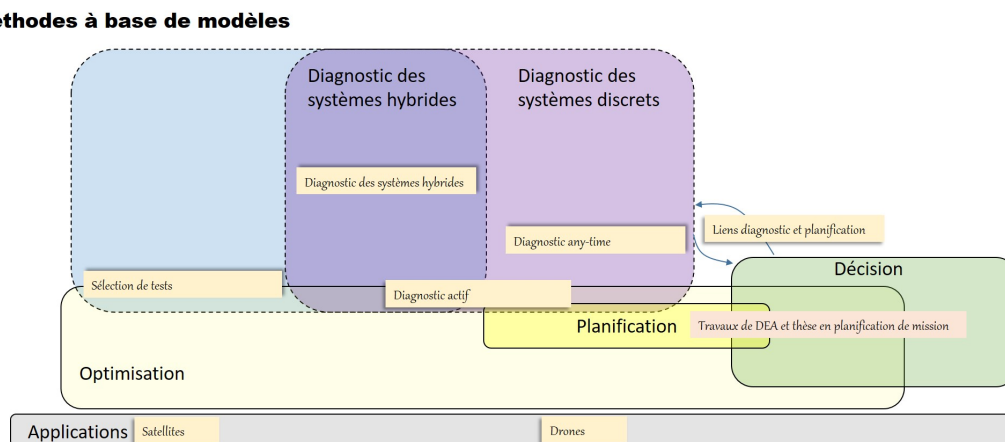 éthodes à base de modèles
Diagnostic des
systèmes hybrides
Diagnostic des
systèmes discrets
Diagnostic des systèmes hybrides
Liens diagnostic et planification
Diagnostic any-time
Décision
Sélection de tests
Diagnostic actif
Planification
Travaux de DEA et thèse en planification de mission
Optimisation
Applications
Satellites
Drones